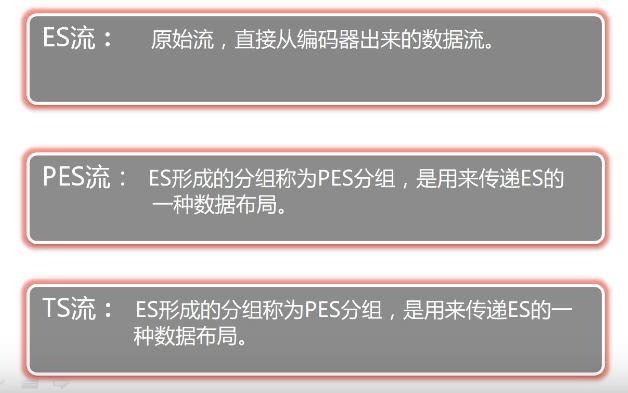 ES流： 原始流，直接从编码器出来的数据流。
PES流： ES形成的分组称为PES分组，是用来传递ES的
一种数据布局。
TS流： ES形成的分组称为PES分组，是用来传递ES的一
种数据布局。